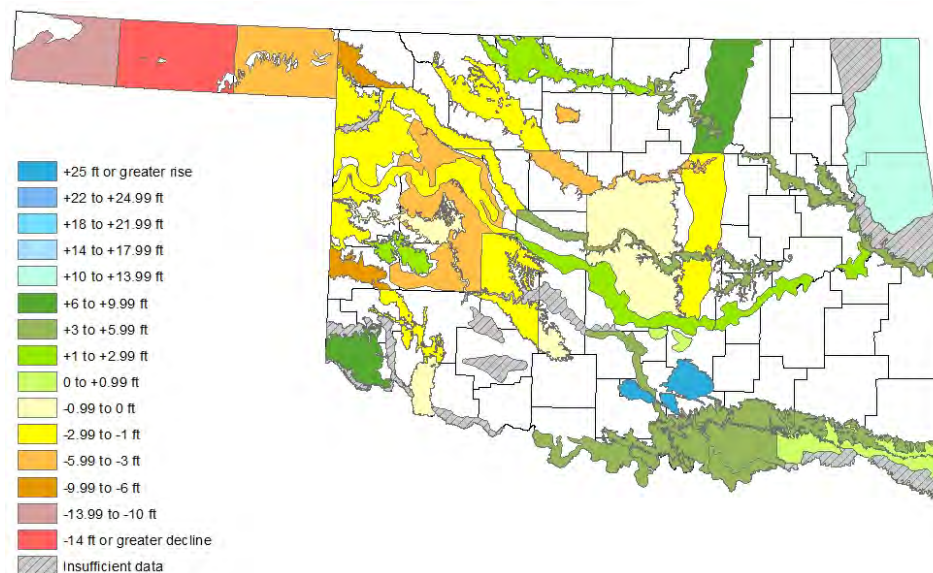 +25 ft or greater rise
+22 to +24.99 ft
+18 to +21.99 ft
+14 to +17.99 ft
+10 to +13.99 ft
+6 to +9.99 ft
+3 to +5.99 ft
+1 to +2.99 ft
0 to +0.99 ft
-0.99 to 0 ft
-2.99 to -1 ft
-5.99 to -3 ft
-9.99 to -6 ft
-13.99 to -10 ft
-14 ft or greater decline
Insufficient data